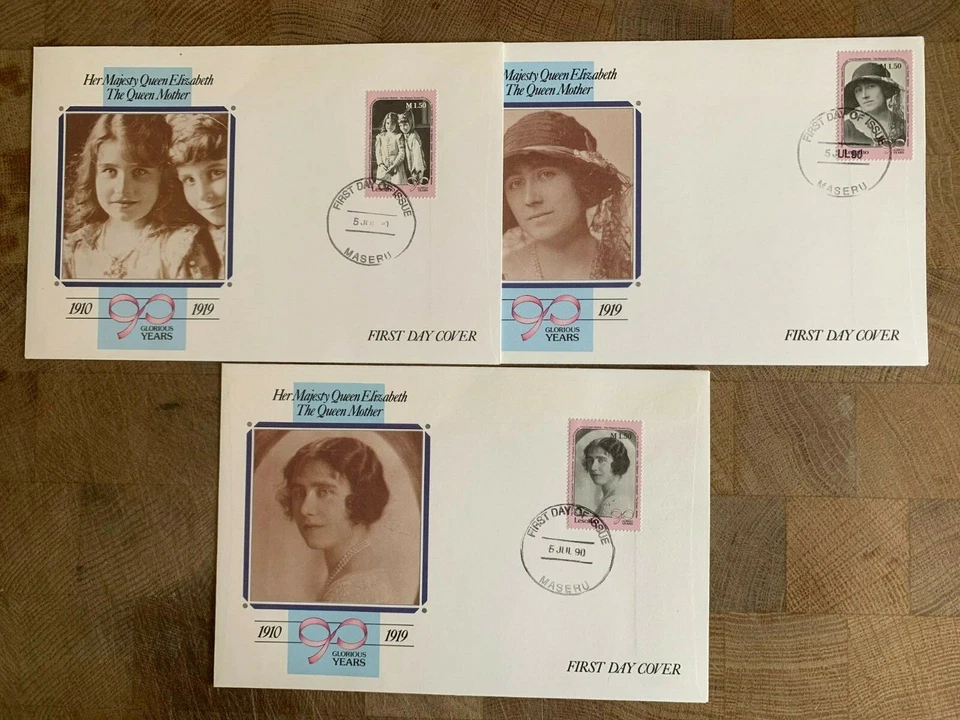 Her Majesty Queen Elizabeth
The Queen Mother
M 1.50
Lesotho
FIRST DAY OF ISSUE
5 JUL
MASERU
1910 90 1919
GLORIOUS
YEARS
FIRST DAY COVER
Majesty Queen Elizabeth
The Queen Mother
M 1.50
FIRST DAY OF ISSUE
5 JUL 90
MASERU
90 1919
GLORIOUS
YEARS
FIRST DAY COVER
Her Majesty Queen Elizabeth
The Queen Mother
M 1.50
Lesotho
FIRST DAY OF ISSUE
5 JUL 90
MASERU
1910 90 1919
GLORIOUS
YEARS
FIRST DAY COVER